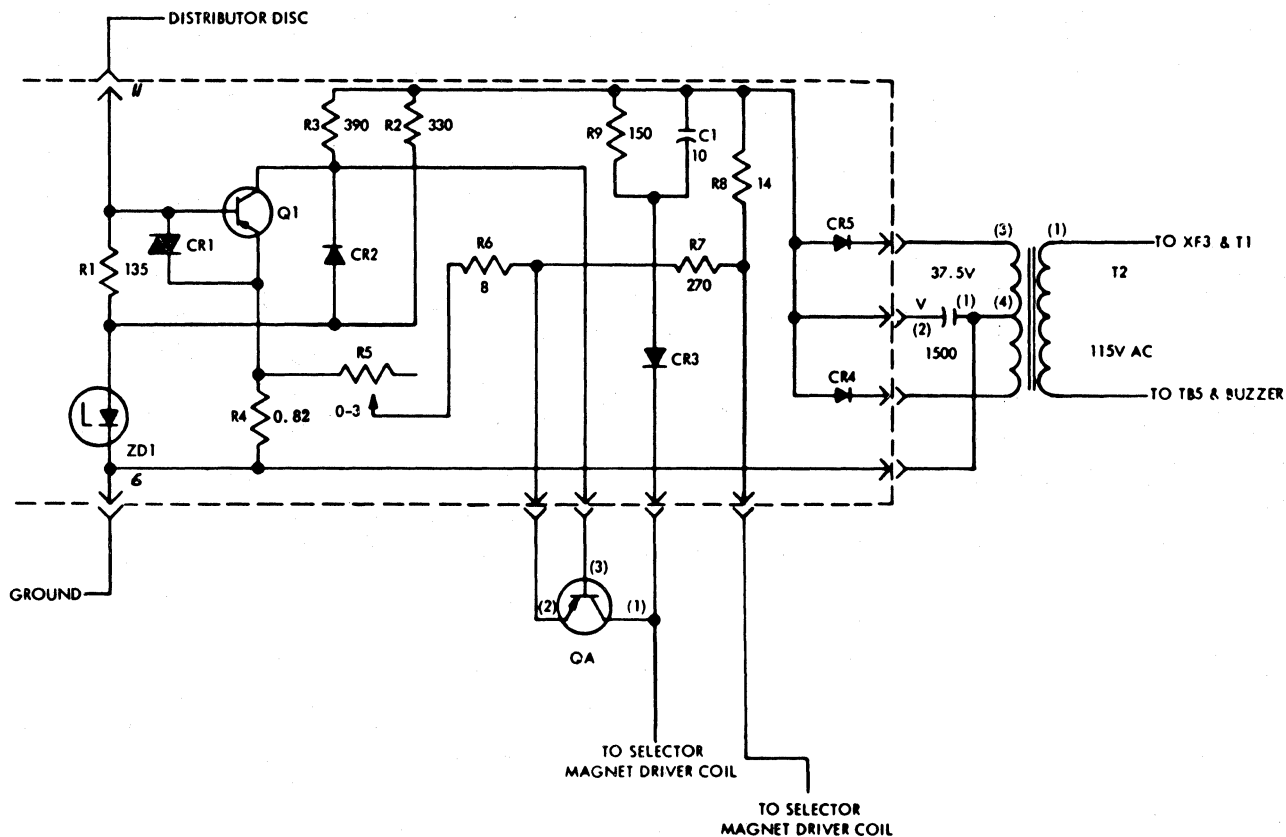 DISTRIBUTOR DISC
11
R3 390
R2 330
R9 150
C1
10
R8 14
Q1
CR1
R1 135
CR2
R6
8
R7
270
CR5
(3)
(1)
TO XF3 & T1
37.5V
T2
V
(2)
(1)
(4)
1500
115V AC
CR3
R5
0-3
R4 0.82
CR4
TO TB5 & BUZZER
L
ZD1
6
GROUND
(3)
(2)
(1)
QA
TO SELECTOR
MAGNET DRIVER COIL
TO SELECTOR
MAGNET DRIVER COIL